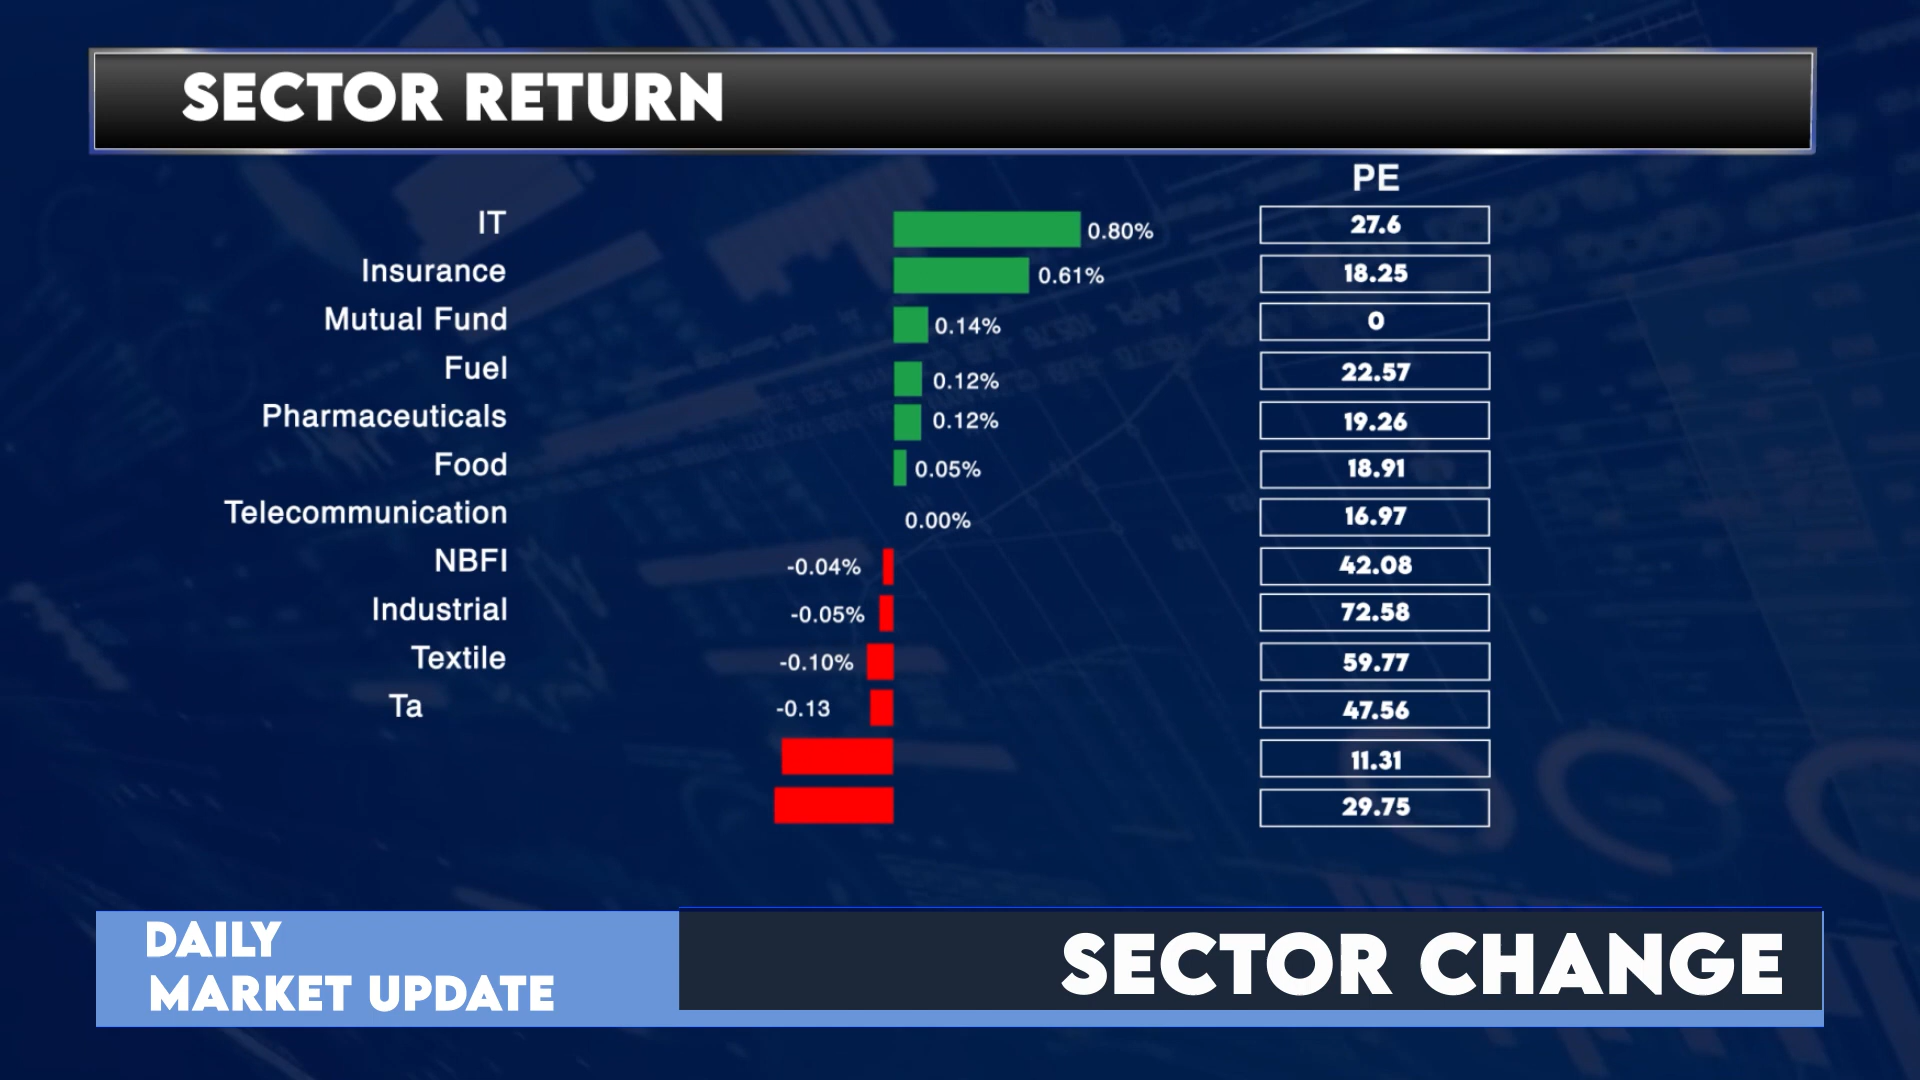 SECTOR RETURN
PE
IT 0.80% 27.6
Insurance 0.61% 18.25
Mutual Fund 0.14% 0
Fuel 0.12% 22.57
Pharmaceuticals 0.12% 19.26
Food 0.05% 18.91
Telecommunication 0.00% 16.97
NBFI -0.04% 42.08
Industrial -0.05% 72.58
Textile -0.10% 59.77
Ta -0.13 47.56
11.31
29.75
DAILY
MARKET UPDATE
SECTOR CHANGE